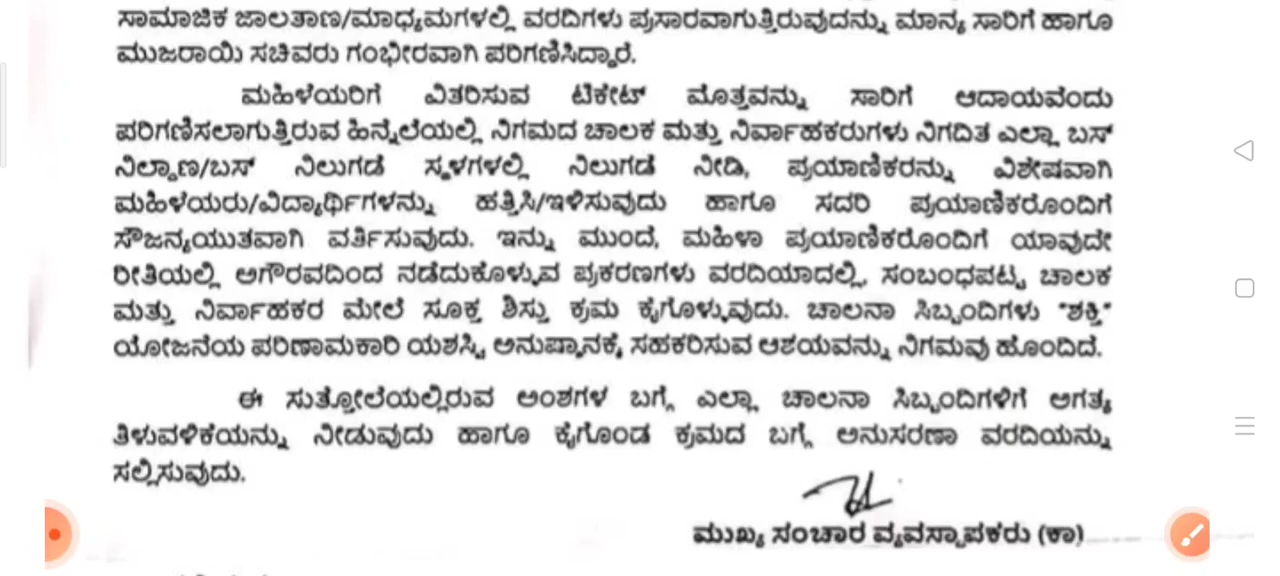 ಸಾಮಾಜಿಕ ಜಾಲತಾಣ/ಮಾಧ್ಯಮಗಳಲ್ಲಿ ವರದಿಗಳು ಪ್ರಸಾರವಾಗುತ್ತಿರುವುದನ್ನು ಮಾನ್ಯ ಸಾರಿಗೆ ಹಾಗೂ
ಮುಜರಾಯಿ ಸಚಿವರು ಗಂಭೀರವಾಗಿ ಪರಿಗಣಿಸಿದ್ದಾರೆ.
ಮಹಿಳೆಯರಿಗೆ ವಿತರಿಸುವ ಟಿಕೇಟ್ ಮೊತ್ತವನ್ನು ಸಾರಿಗೆ ಆದಾಯವೆಂದು
ಪರಿಗಣಿಸಲಾಗುತ್ತಿರುವ ಹಿನ್ನೆಲೆಯಲ್ಲಿ ನಿಗಮದ ಚಾಲಕ ಮತ್ತು ನಿರ್ವಾಹಕರುಗಳು ನಿಗದಿತ ಎಲ್ಲಾ ಬಸ್
ನಿಲ್ದಾಣ/ಬಸ್ ನಿಲುಗಡೆ ಸ್ಥಳಗಳಲ್ಲಿ ನಿಲುಗಡೆ ನೀಡಿ, ಪ್ರಯಾಣಿಕರನ್ನು ವಿಶೇಷವಾಗಿ
ಮಹಿಳೆಯರು/ವಿದ್ಯಾರ್ಥಿಗಳನ್ನು ಹತ್ತಿಸಿ/ಇಳಿಸುವುದು ಹಾಗೂ ಸದರಿ ಪ್ರಯಾಣಿಕರೊಂದಿಗೆ
ಸೌಜನ್ಯಯುತವಾಗಿ ವರ್ತಿಸುವುದು. ಇನ್ನು ಮುಂದೆ, ಮಹಿಳಾ ಪ್ರಯಾಣಿಕರೊಂದಿಗೆ ಯಾವುದೇ
ರೀತಿಯಲ್ಲಿ ಅಗೌರವದಿಂದ ನಡೆದುಕೊಳ್ಳುವ ಪ್ರಕರಣಗಳು ವರದಿಯಾದಲ್ಲಿ, ಸಂಬಂಧಪಟ್ಟ ಚಾಲಕ
ಮತ್ತು ನಿರ್ವಾಹಕರ ಮೇಲೆ ಸೂಕ್ತ ಶಿಸ್ತು ಕ್ರಮ ಕೈಗೊಳ್ಳುವುದು. ಚಾಲನಾ ಸಿಬ್ಬಂದಿಗಳು "ಶಕ್ತಿ"
ಯೋಜನೆಯ ಪರಿಣಾಮಕಾರಿ ಯಶಸ್ವಿ ಅನುಷ್ಠಾನಕ್ಕೆ ಸಹಕರಿಸುವ ಆಶಯವನ್ನು ನಿಗಮವು ಹೊಂದಿದೆ.
ಈ ಸುತ್ತೋಲೆಯಲ್ಲಿರುವ ಅಂಶಗಳ ಬಗ್ಗೆ ಎಲ್ಲಾ ಚಾಲನಾ ಸಿಬ್ಬಂದಿಗಳಿಗೆ ಅಗತ್ಯ
ತಿಳುವಳಿಕೆಯನ್ನು ನೀಡುವುದು ಹಾಗೂ ಕೈಗೊಂಡ ಕ್ರಮದ ಬಗ್ಗೆ ಅನುಸರಣಾ ವರದಿಯನ್ನು
ಸಲ್ಲಿಸುವುದು.
ಮುಖ್ಯ ಸಂಚಾರ ವ್ಯವಸ್ಥಾಪಕರು (ಕಾ)